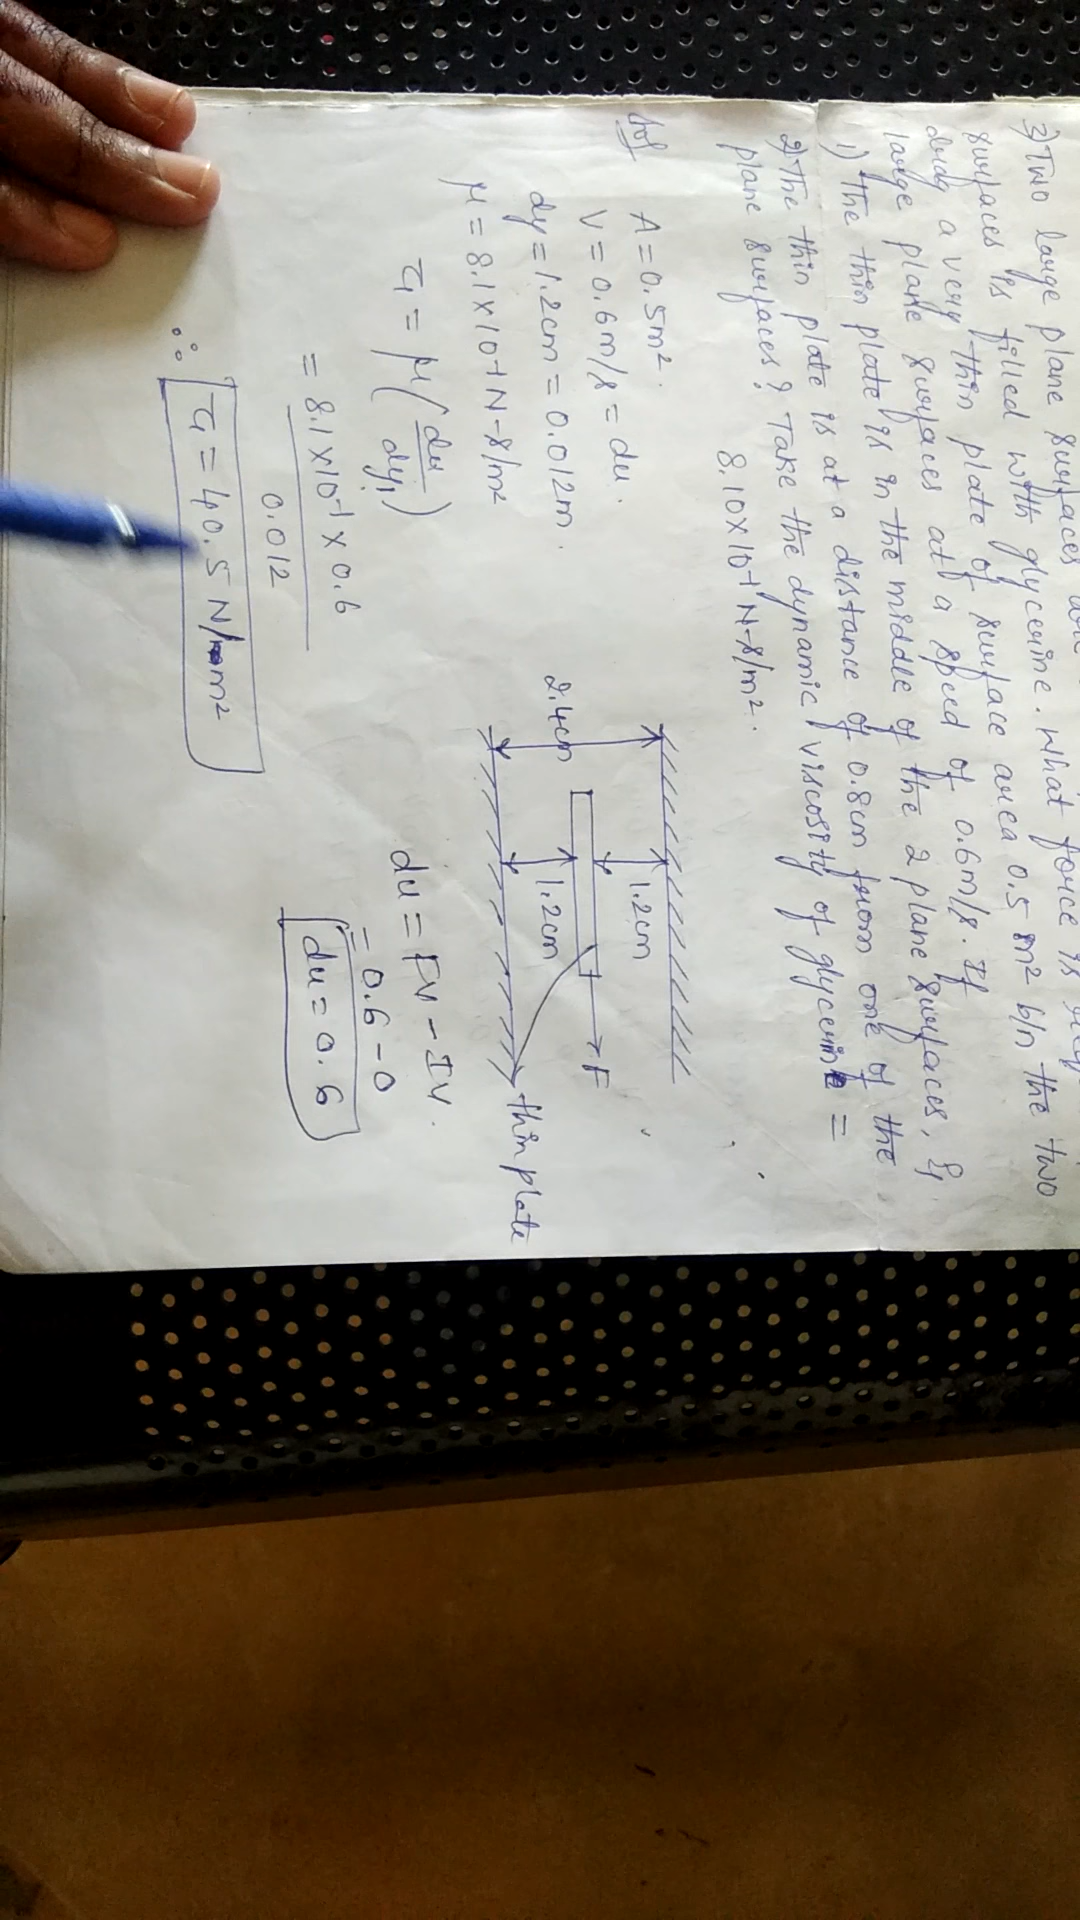 3) Two large plane surfaces
surfaces is filled with glycerine. What force is
drag a very thin plate of surface area 0.5 m² b/n the two
large plane surfaces at a speed of 0.6m/s. If
1) The thin plate is in the middle of the 2 plane surfaces, &
2) The thin plate is at a distance of 0.8cm from one of the
plane surfaces? Take the dynamic viscosity of glycerine =
8.10×10⁻¹ N-s/m².
Sol
A = 0.5m².
V = 0.6m/s = du.
dy = 1.2cm = 0.012m.
μ = 8.1×10⁻¹ N-s/m²
2.4cm
1.2cm
1.2cm
F
thin plate
τ₁ = μ(du/dy₁)
= 8.1×10⁻¹ × 0.6
0.012
∴ τ₁ = 40.5 N/m²
du = FV - IV.
= 0.6 - 0
du = 0.6